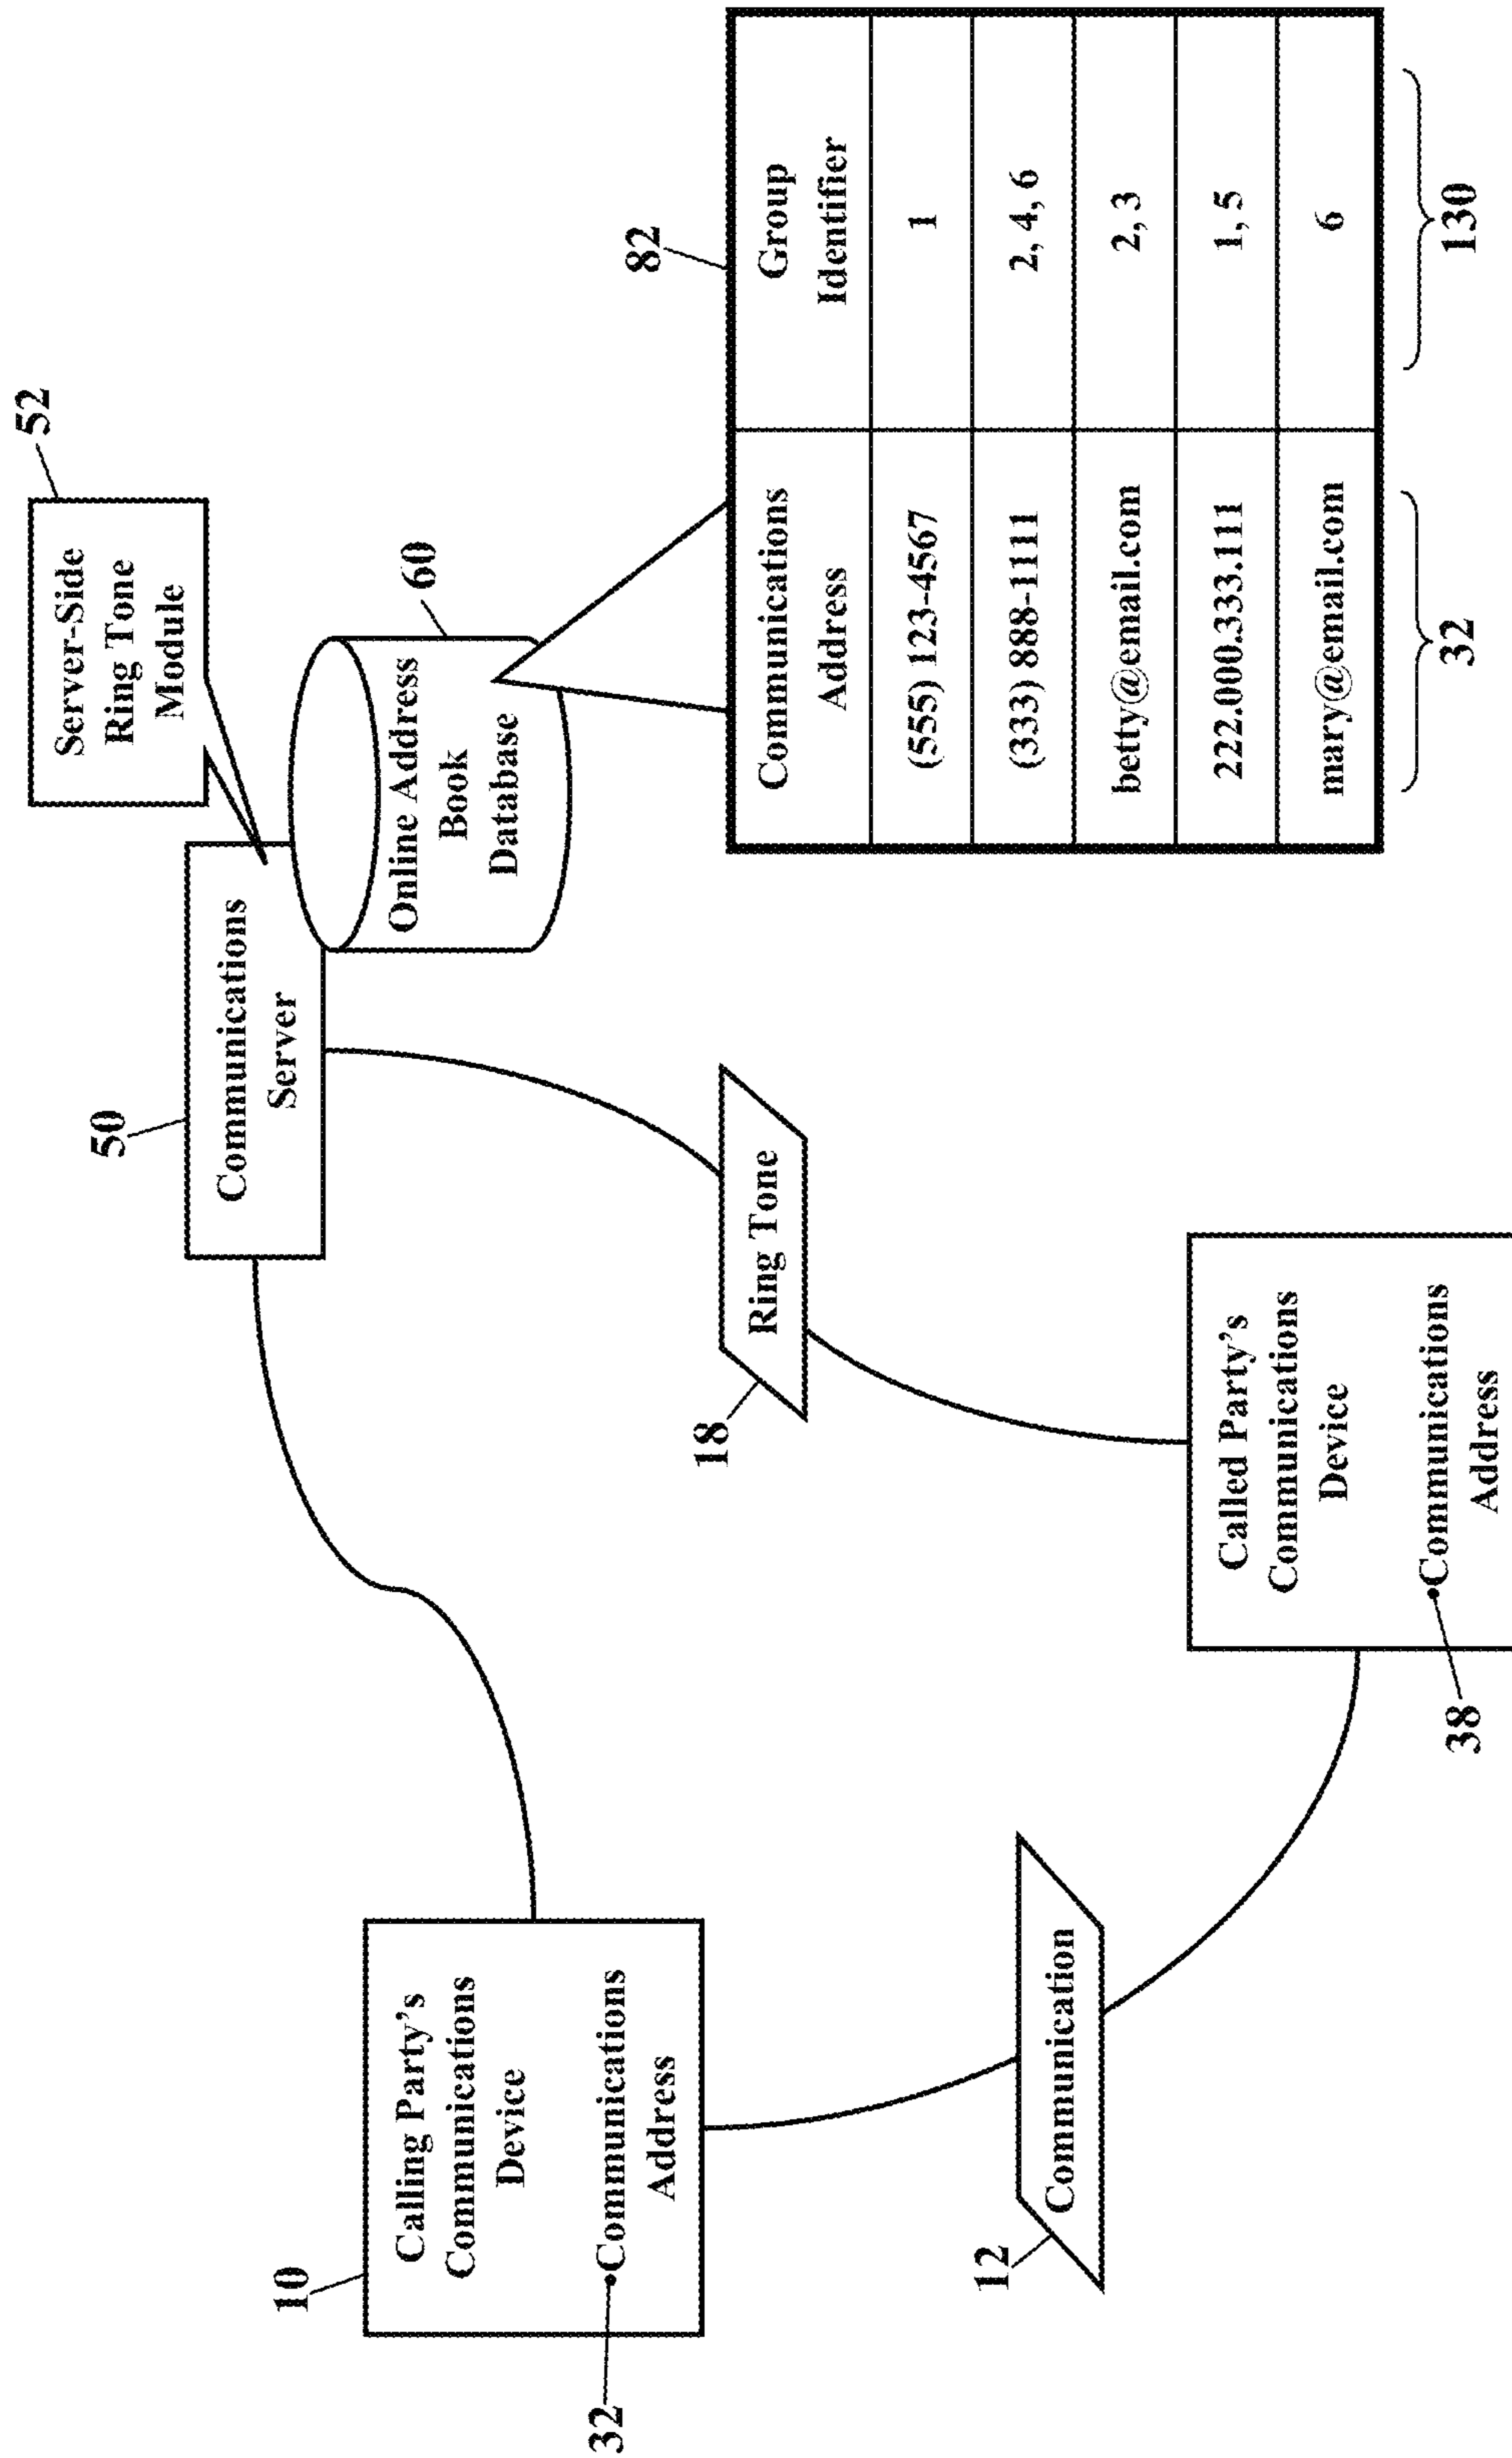 52
Server-Side
Ring Tone
Module
50
Communications
Server
60
Online Address
Book
Database
10
Calling Party's
Communications
Device
32
Communications
Address
82
Communications
Address
Group
Identifier
(555) 123-4567
1
(333) 888-1111
2, 4, 6
betty@email.com
2, 3
222.000.333.111
1, 5
mary@email.com
6
32
130
18
Ring Tone
12
Communication
Called Party's
Communications
Device
38
Communications
Address